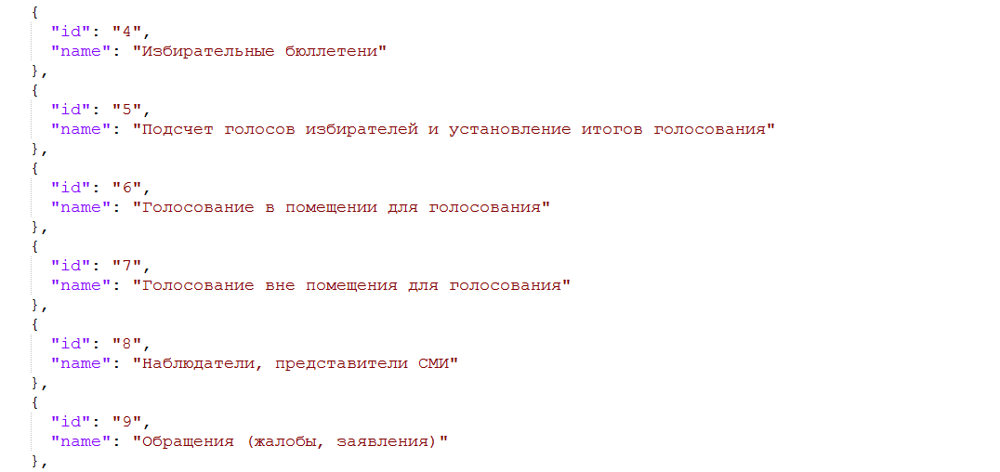 {
"id": "4",
"name": "Избирательные бюллетени"
},
{
"id": "5",
"name": "Подсчет голосов избирателей и установление итогов голосования"
},
{
"id": "6",
"name": "Голосование в помещении для голосования"
},
{
"id": "7",
"name": "Голосование вне помещения для голосования"
},
{
"id": "8",
"name": "Наблюдатели, представители СМИ"
},
{
"id": "9",
"name": "Обращения (жалобы, заявления)"
},